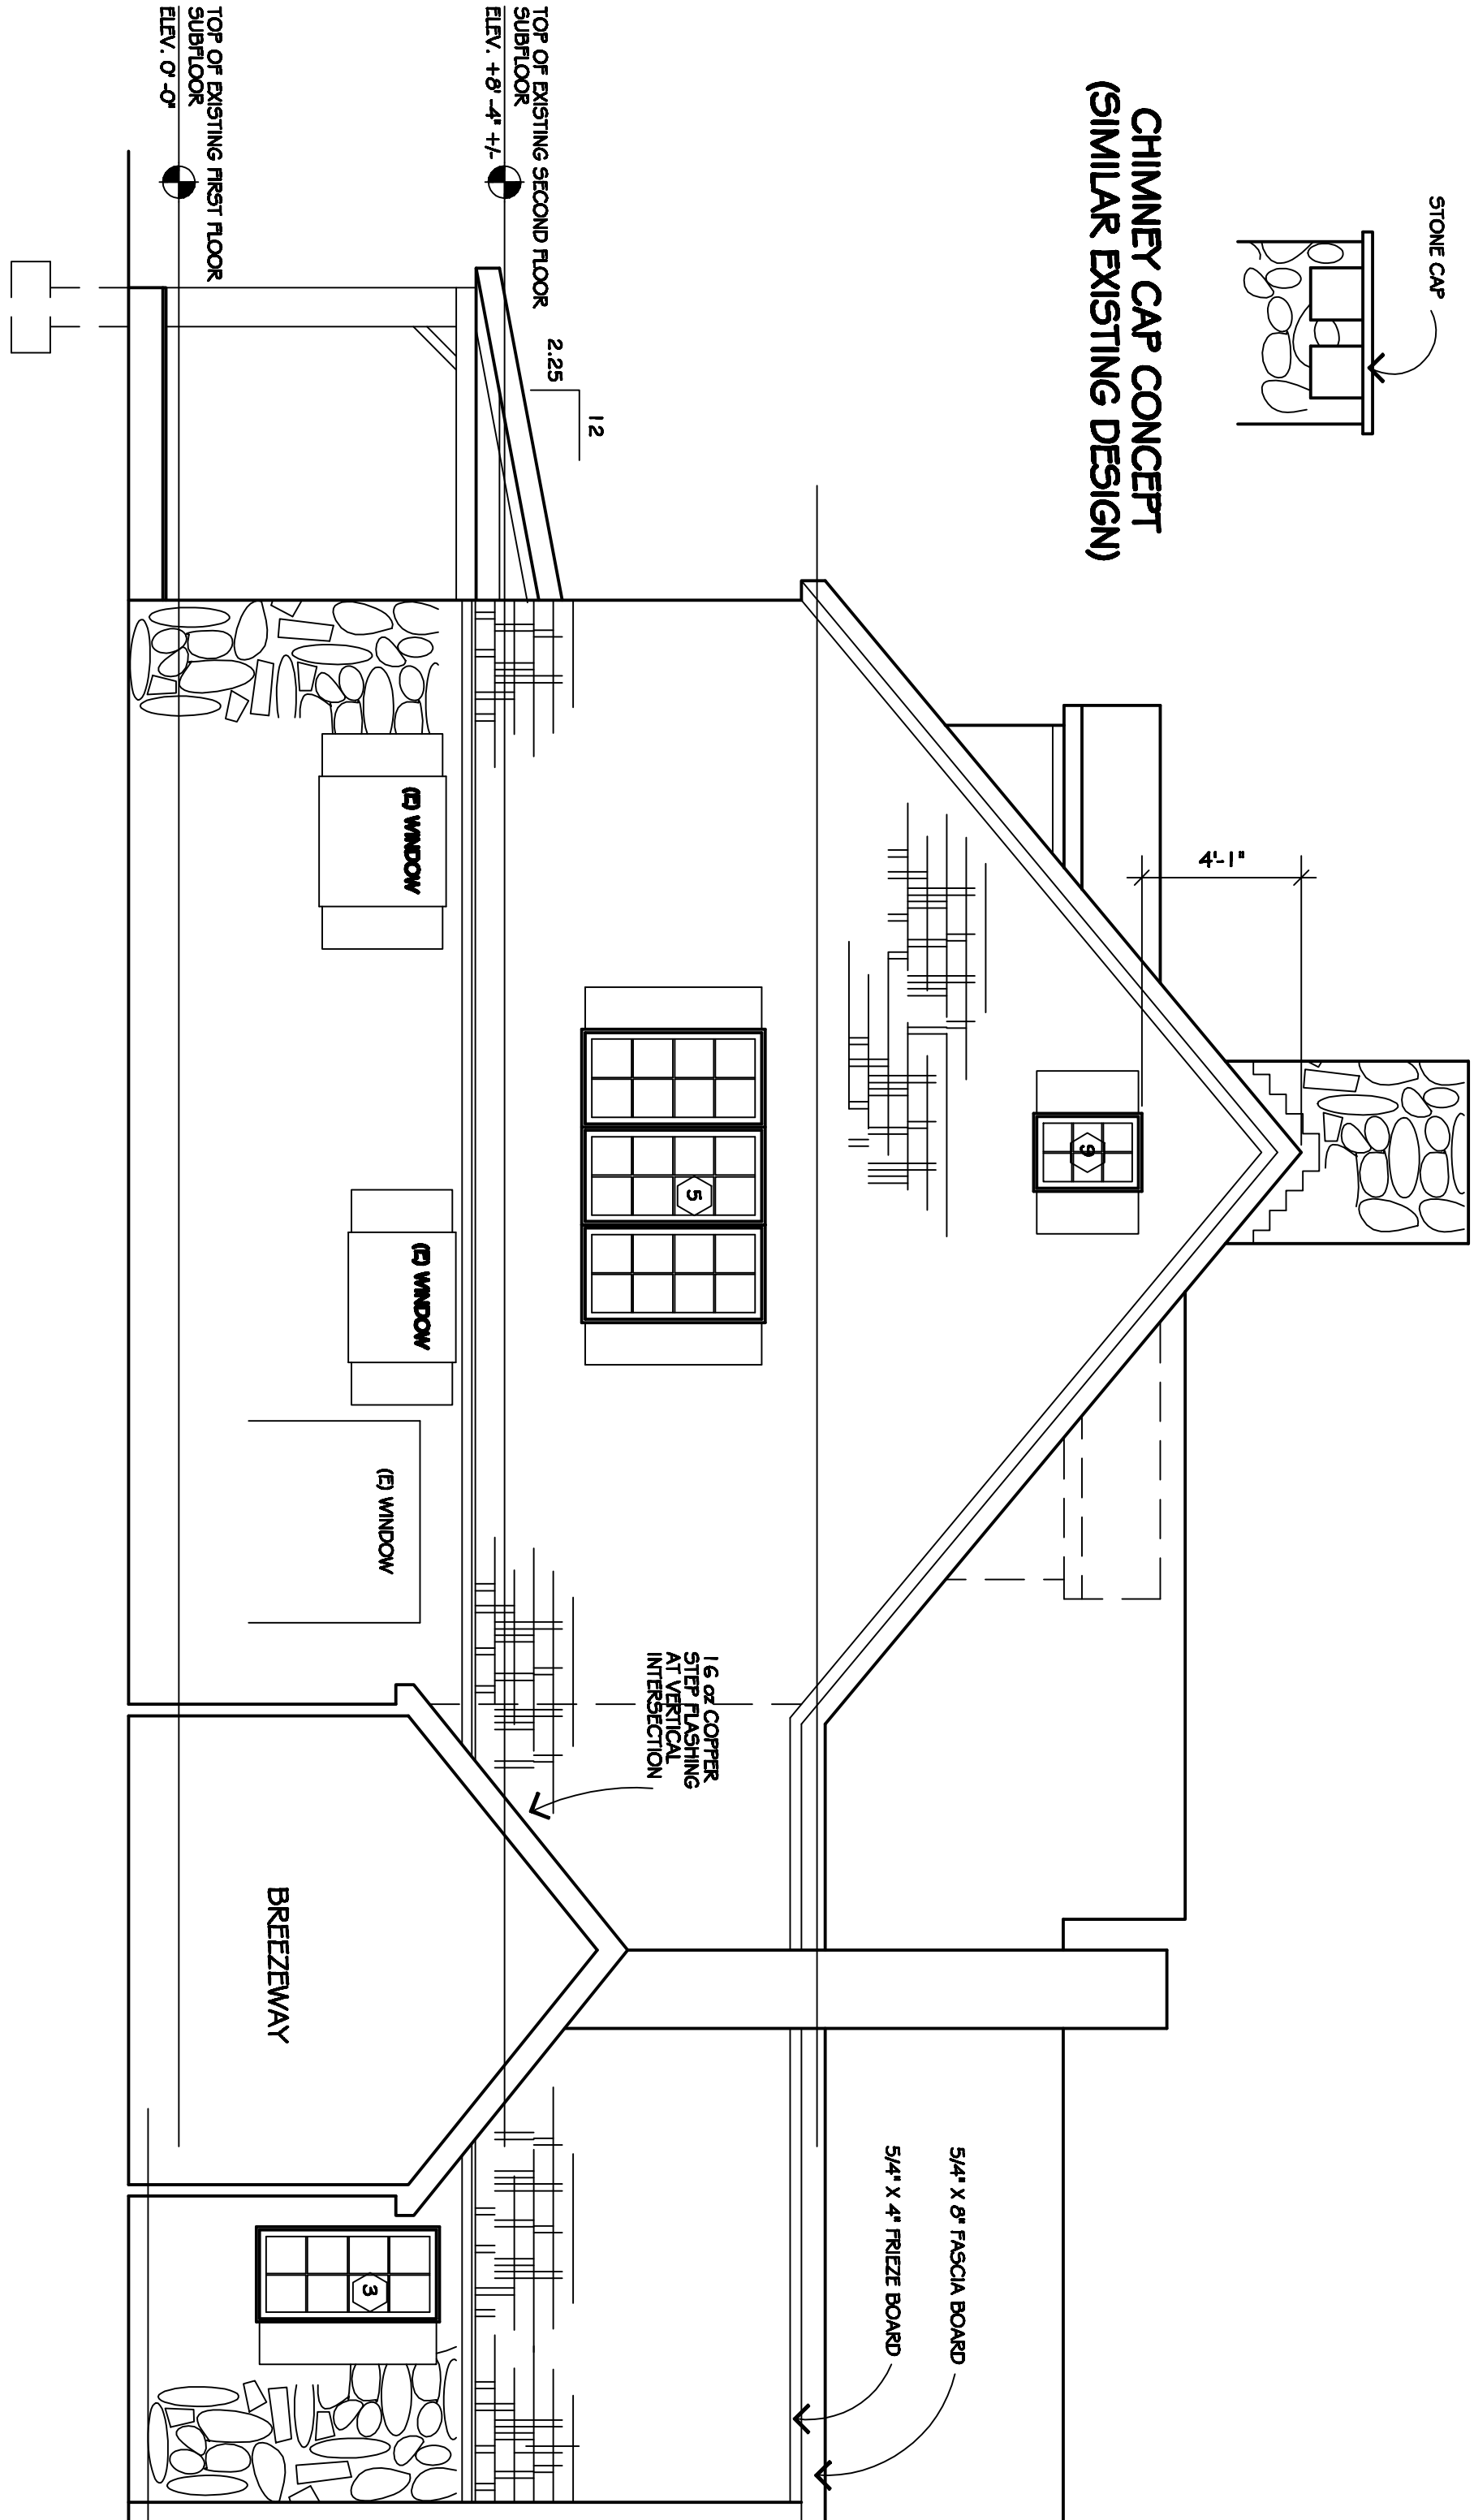 STONE CAP
CHIMNEY CAP CONCEPT
(SIMILAR EXISTING DESIGN)
4'-1"
9
5/4" X 8" FASCIA BOARD
5/4" X 4" FRIEZE BOARD
12
2.25
5
16 oz COPPER
STEP FLASHING
AT VERTICAL
INTERSECTION
TOP OF EXISTING SECOND FLOOR
SUBFLOOR
ELEV. +8'-4" +/-
(E) WINDOW
(E) WINDOW
(E) WINDOW
3
BREEZEWAY
TOP OF EXISTING FIRST FLOOR
SUBFLOOR
ELEV. 0'-0"